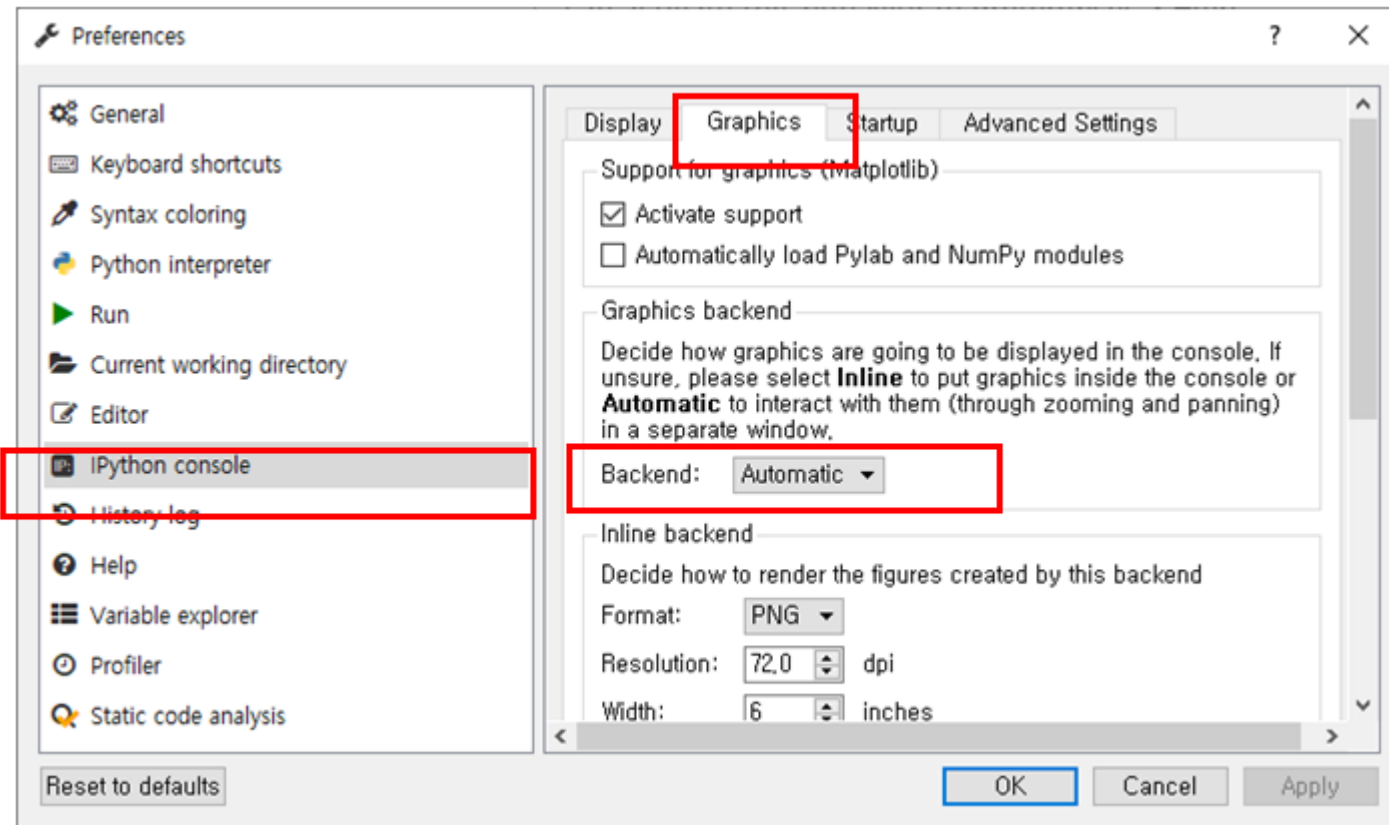 Preferences
?
General
Keyboard shortcuts
Syntax coloring
Python interpreter
Run
Current working directory
Editor
IPython console
History log
Help
Variable explorer
Profiler
Static code analysis
Display Graphics Startup Advanced Settings
Support for graphics (Matplotlib)
Activate support
Automatically load Pylab and NumPy modules
Graphics backend
Decide how graphics are going to be displayed in the console. If
unsure, please select Inline to put graphics inside the console or
Automatic to interact with them (through zooming and panning)
in a separate window.
Backend: Automatic
Inline backend
Decide how to render the figures created by this backend
Format: PNG
Resolution: 72.0 dpi
Width: 6 inches
Reset to defaults
OK Cancel Apply